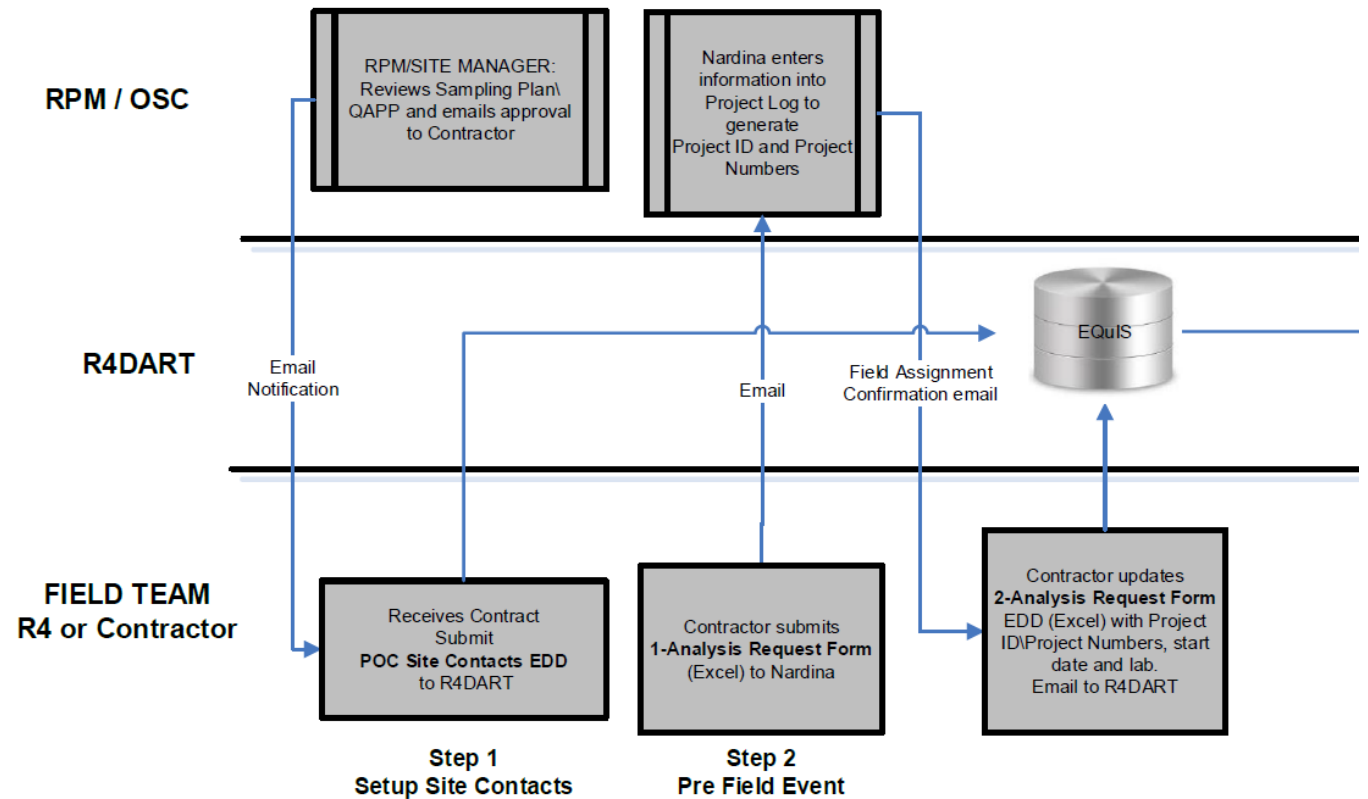 RPM / OSC
RPM/SITE MANAGER:
Reviews Sampling Plan\
QAPP and emails approval
to Contractor
Nardina enters
information into
Project Log to
generate
Project ID and Project
Numbers
R4DART
Email
Notification
Email
Field Assignment
Confirmation email
EQuIS
FIELD TEAM
R4 or Contractor
Receives Contract
Submit
POC Site Contacts EDD
to R4DART
Contractor submits
1-Analysis Request Form
(Excel) to Nardina
Contractor updates
2-Analysis Request Form
EDD (Excel) with Project
ID\Project Numbers, start
date and lab.
Email to R4DART
Step 1
Setup Site Contacts
Step 2
Pre Field Event